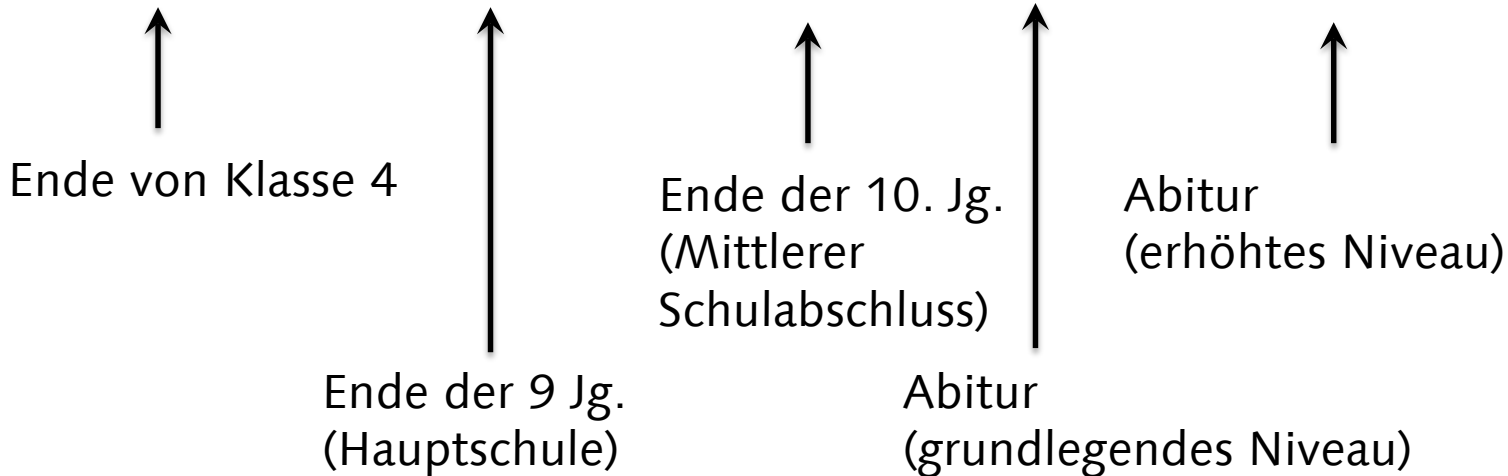 Ende von Klasse 4
Ende der 9 Jg.
(Hauptschule)
Ende der 10. Jg.
(Mittlerer
Schulabschluss)
Abitur
(grundlegendes Niveau)
Abitur
(erhöhtes Niveau)